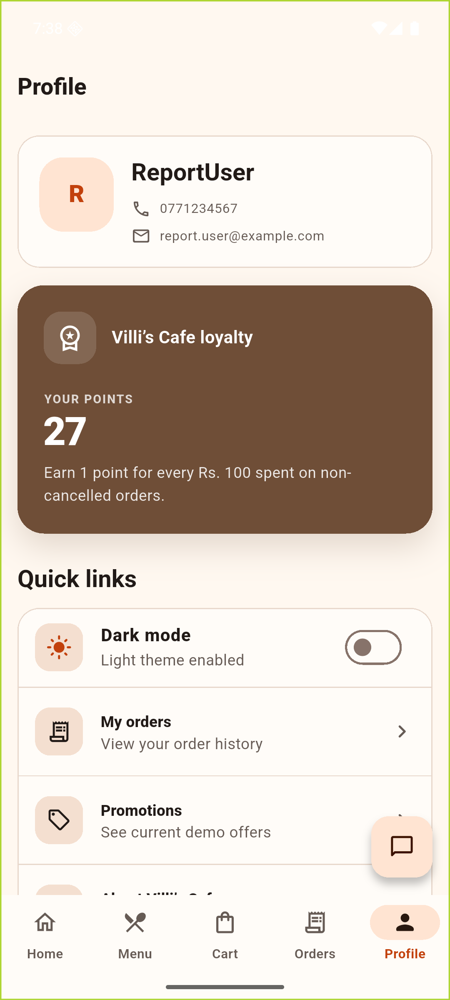 7:38
Profile
R
ReportUser
0771234567
report.user@example.com
Villi’s Cafe loyalty
YOUR POINTS
27
Earn 1 point for every Rs. 100 spent on non-
cancelled orders.
Quick links
Dark mode
Light theme enabled
My orders
View your order history
Promotions
See current demo offers
Home
Menu
Cart
Orders
Profile